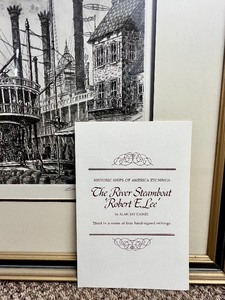 HISTORIC SHIPS OF AMERICA ETCHINGS
The River Steamboat
'Robert E. Lee'
by ALAN JAY GAINES
Third in a series of four hand-signed etchings.